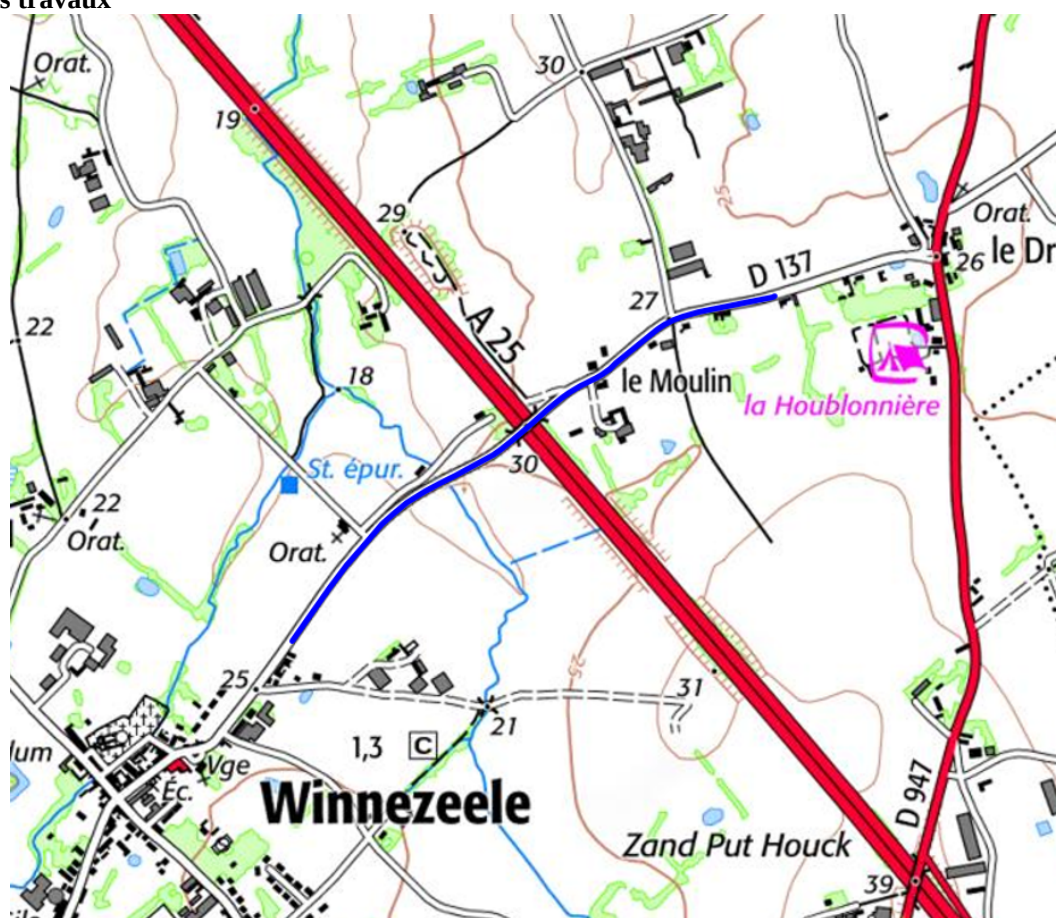 s travaux
Orat.
30
19
29
25
Orat.
26 le Dr
D 137
27
A 25
22
18
le Moulin
la Houblonnière
30
St. épur.
22
Orat.
Orat.
25
25
31
21
1,3 C
lum
Vge
Éc.
Winnezeele
D 947
Zand Put Houck
39